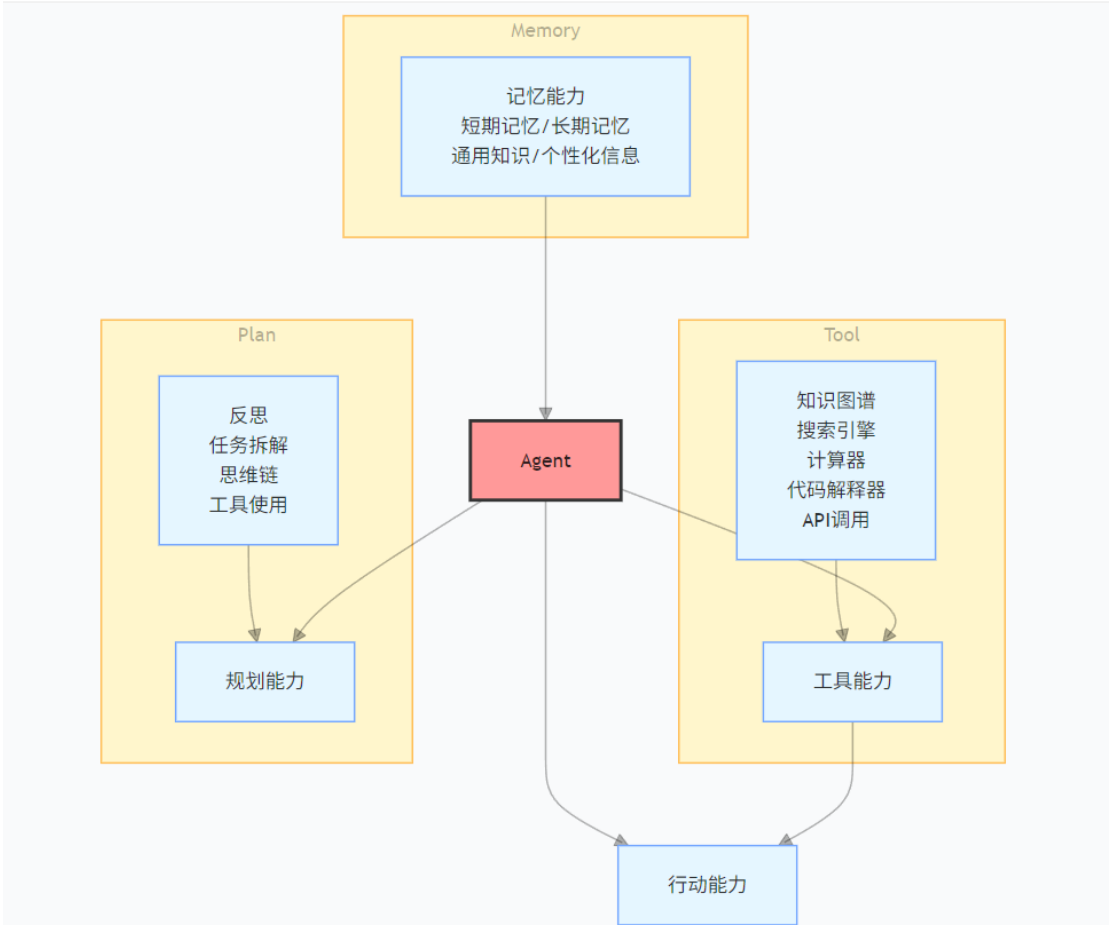 Memory
记忆能力
短期记忆/长期记忆
通用知识/个性化信息
Plan
反思
任务拆解
思维链
工具使用
规划能力
Agent
Tool
知识图谱
搜索引擎
计算器
代码解释器
API调用
工具能力
行动能力